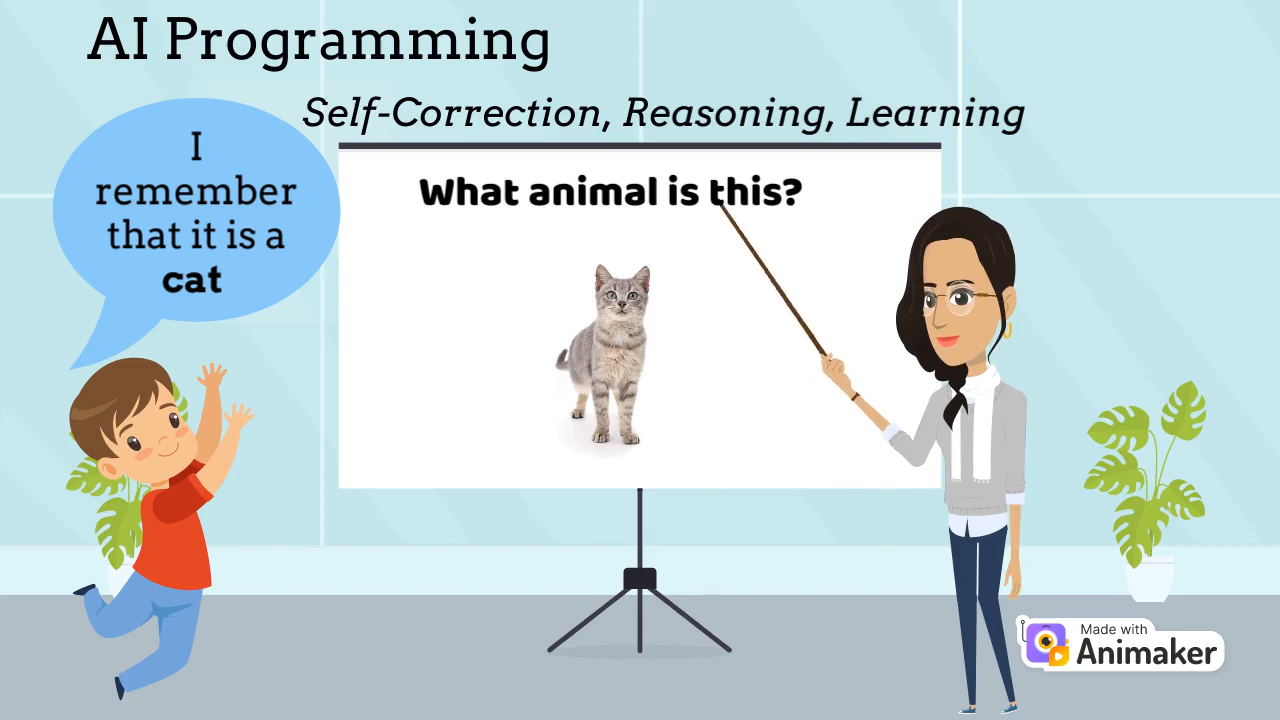 AI Programming
Self-Correction, Reasoning, Learning
I
remember
that it is a
cat
What animal is this?
Made with
Animaker